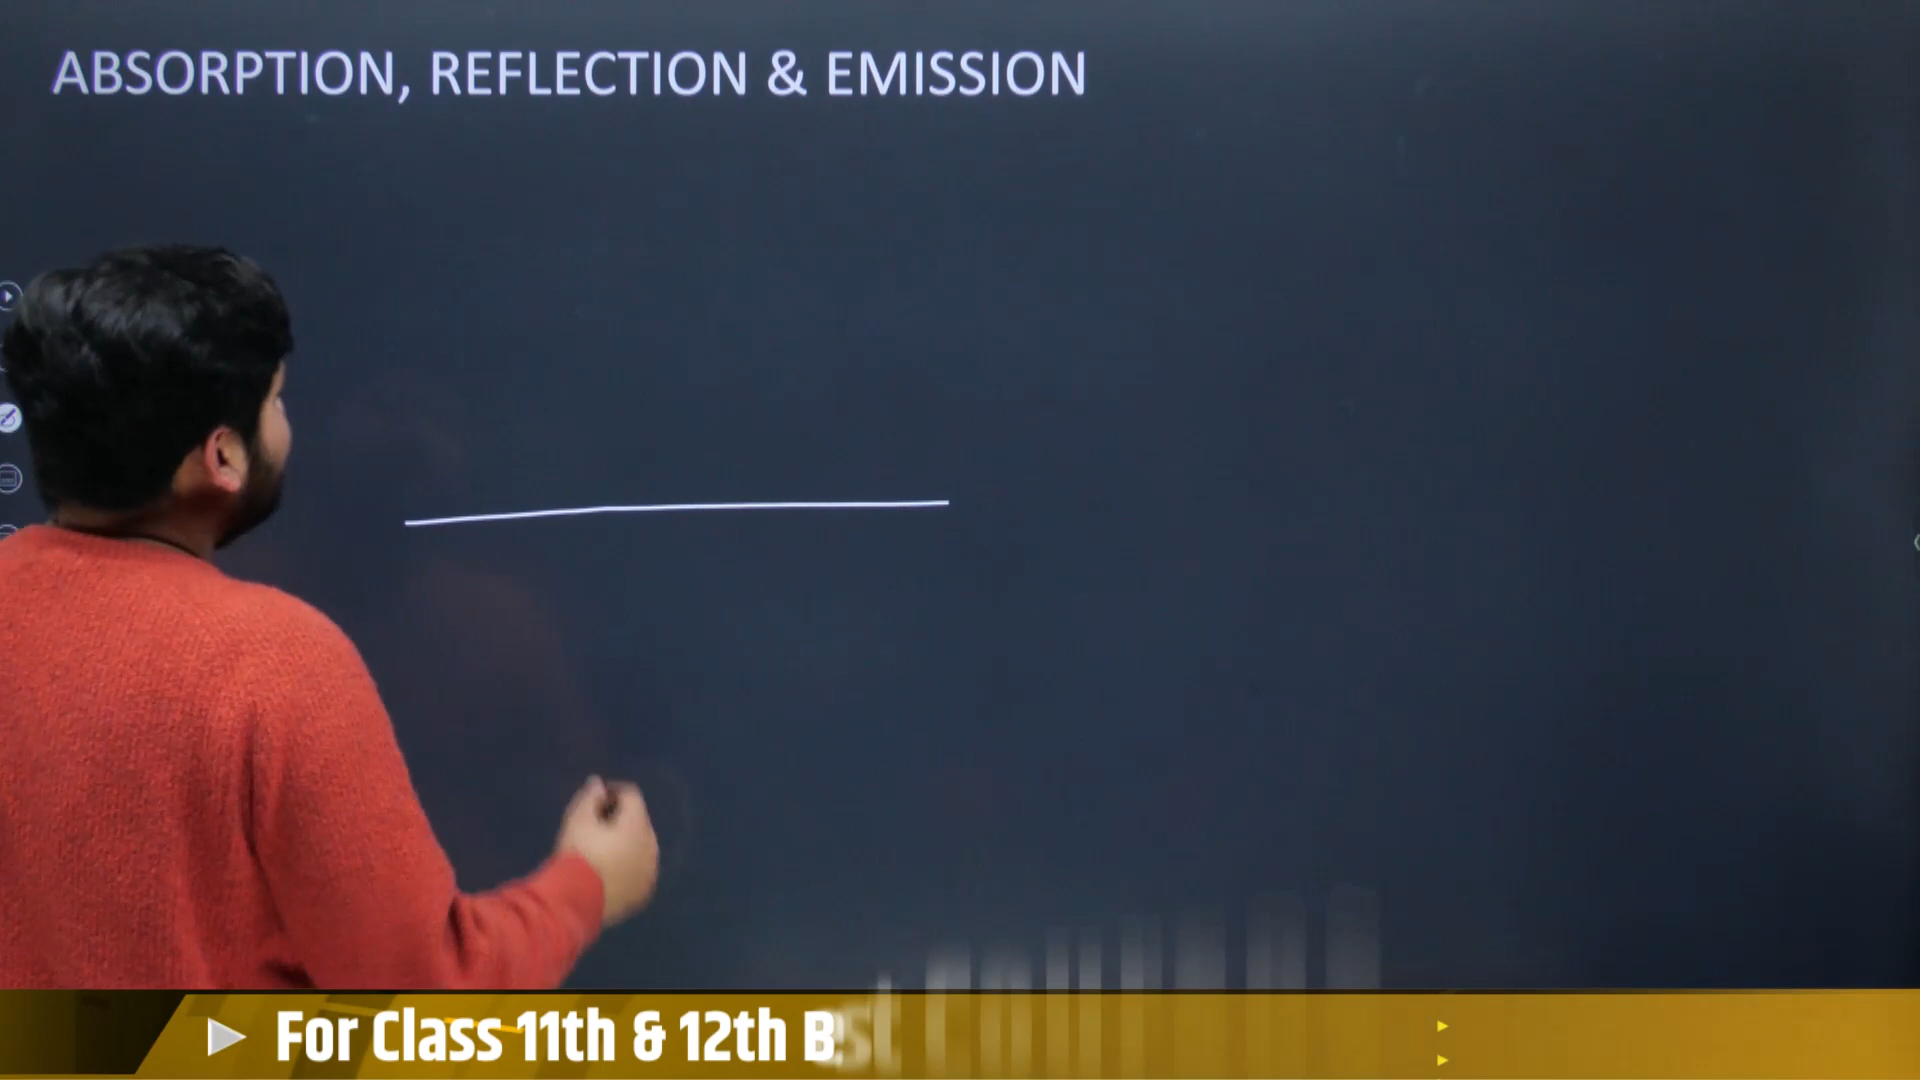 ABSORPTION, REFLECTION & EMISSION
For Class 11th & 12th